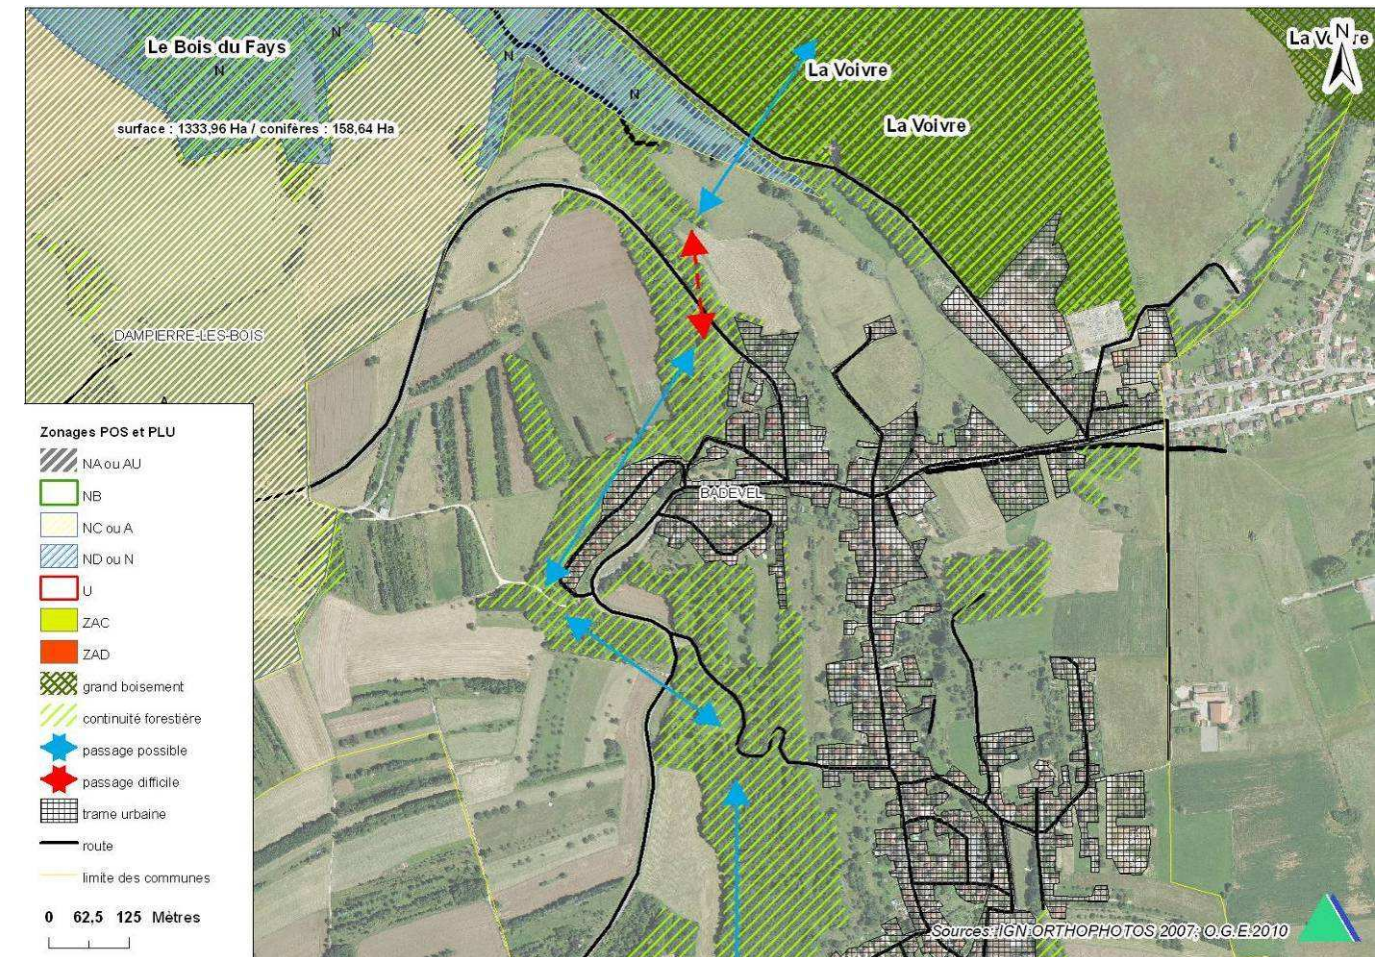 Le Bois du Fays
N
N
N
N
surface : 1333,96 Ha / conifères : 158,64 Ha
La Voivre
La Voivre
N
DAMPIERRE-LES-BOIS
A
BADEVEL
Zonages POS et PLU
NA ou AU
NB
NC ou A
ND ou N
U
ZAC
ZAD
grand boisement
continuité forestière
passage possible
passage difficile
trame urbaine
route
limite des communes
0 62,5 125 Mètres
Sources: IGN ORTHOPHOTOS 2007; O.G.E.2010